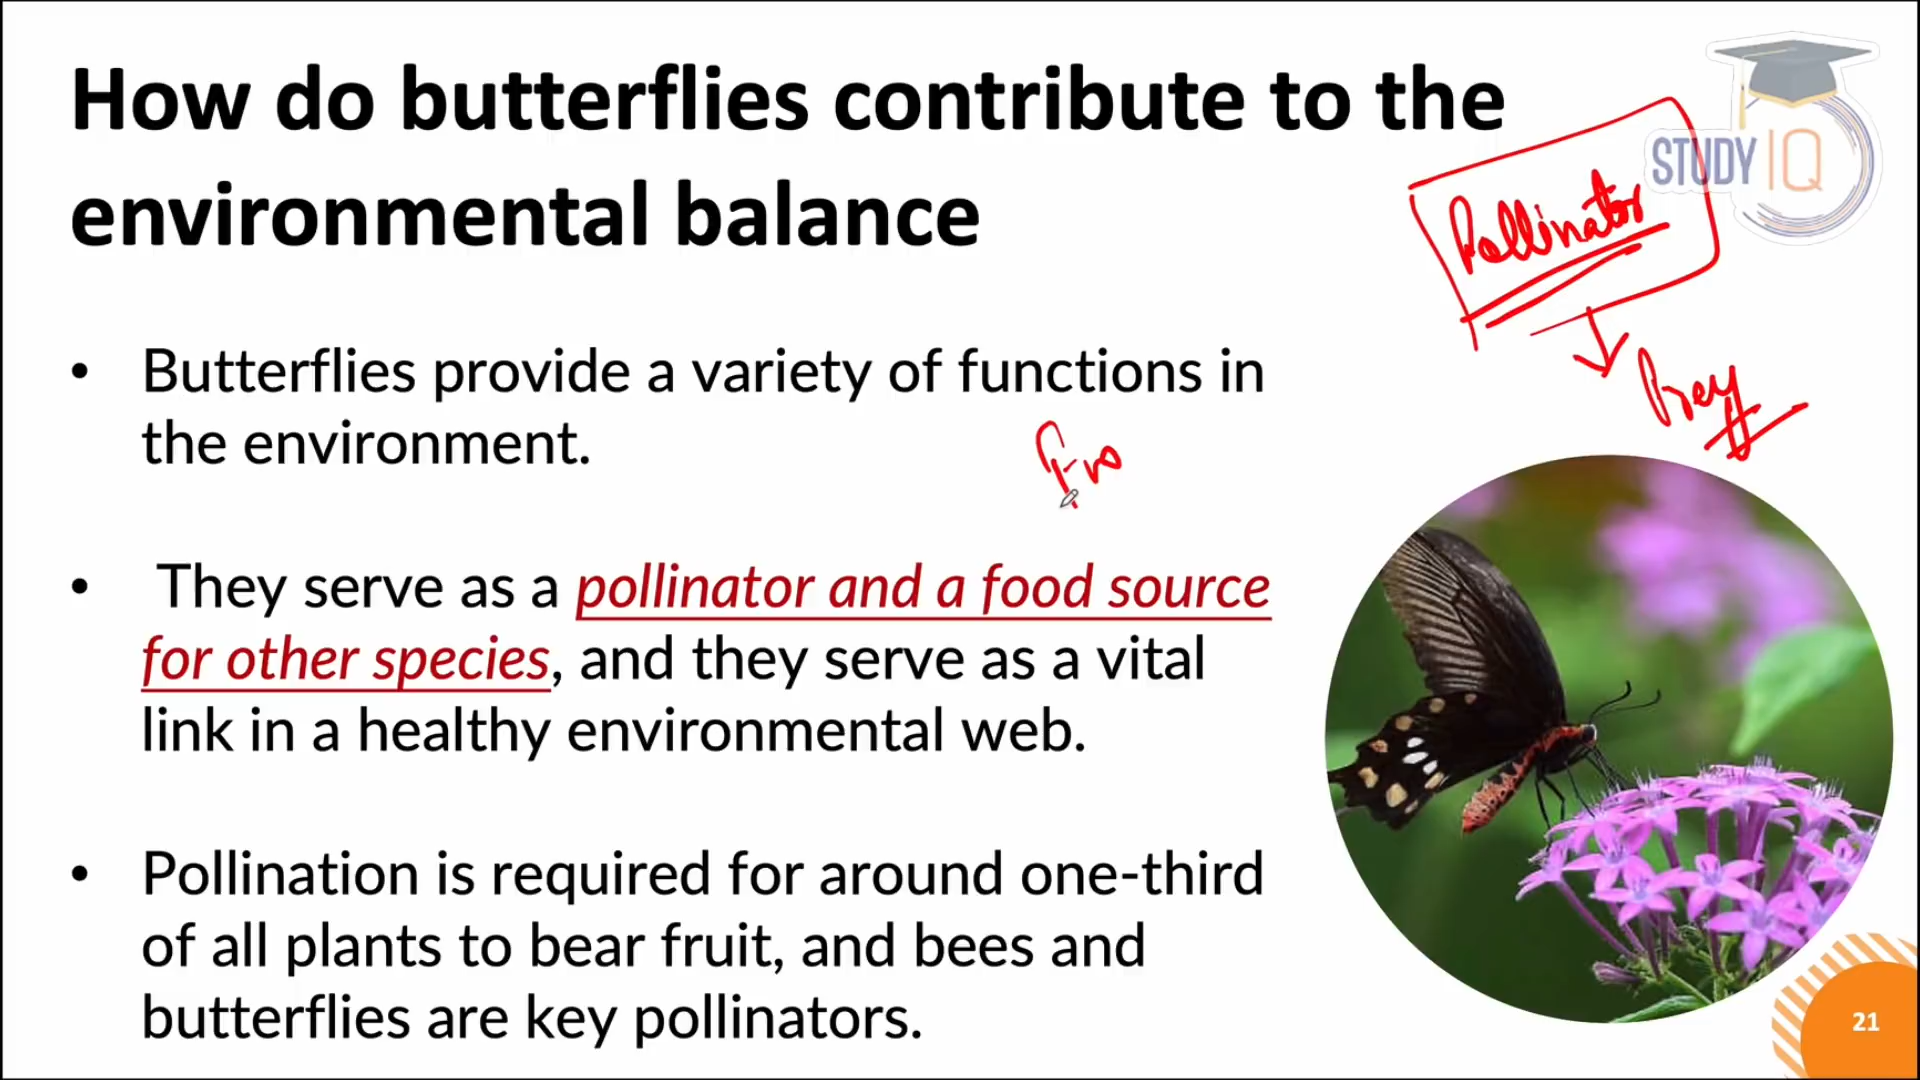 How do butterflies contribute to the
environmental balance
STUDY IQ
Pollinator
Prey
• Butterflies provide a variety of functions in
the environment.
Fro
• They serve as a pollinator and a food source
for other species, and they serve as a vital
link in a healthy environmental web.
• Pollination is required for around one-third
of all plants to bear fruit, and bees and
butterflies are key pollinators.
21